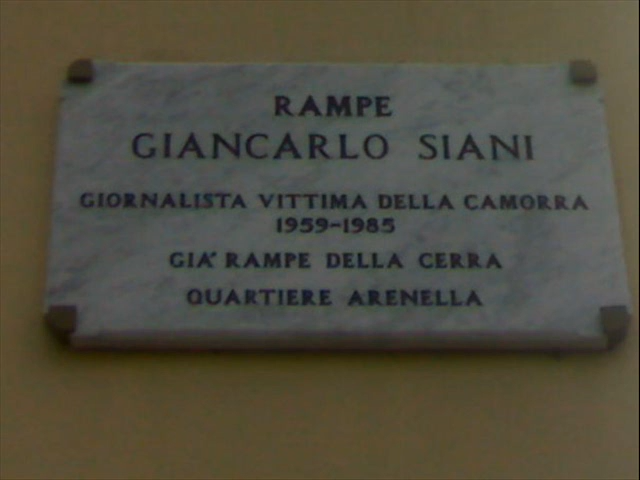 RAMPE
GIANCARLO SIANI
GIORNALISTA VITTIMA DELLA CAMORRA
1959-1985
GIA' RAMPE DELLA CERRA
QUARTIERE ARENELLA